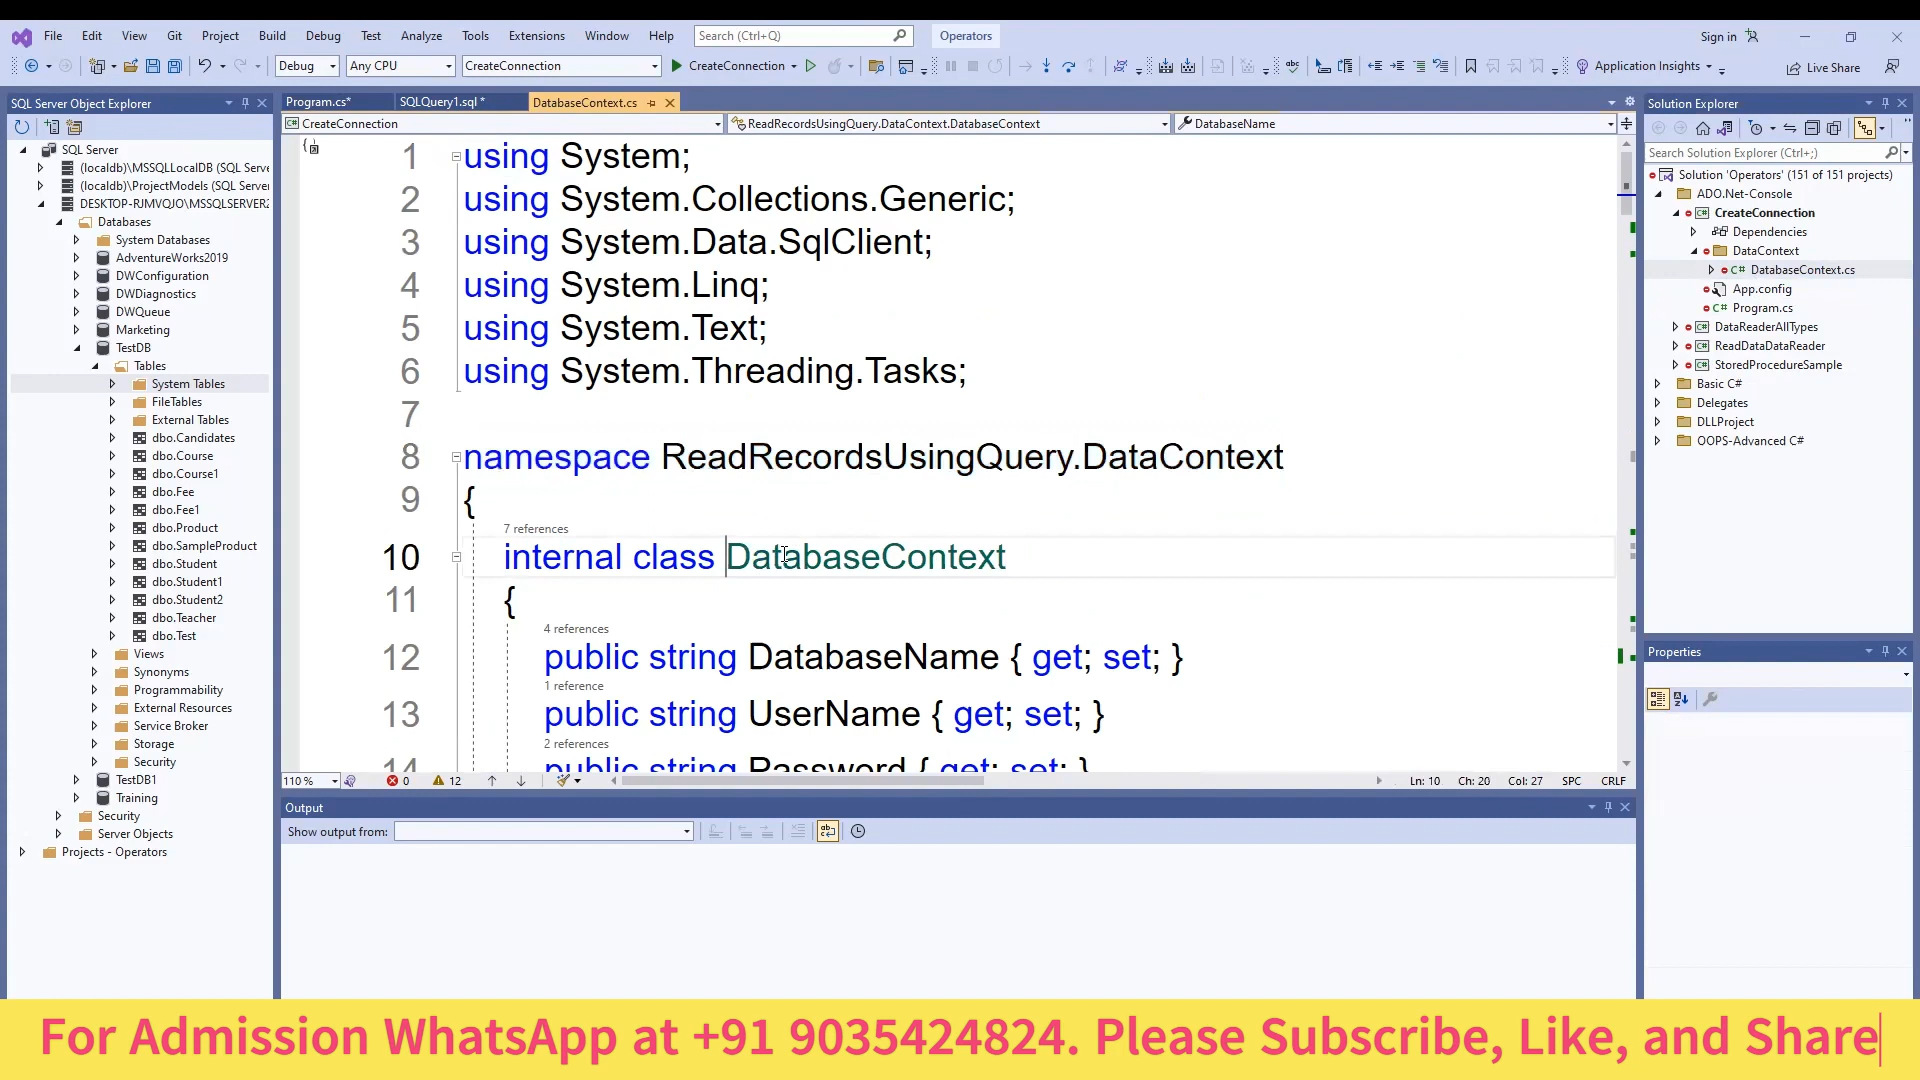 File Edit View Git Project Build Debug Test Analyze Tools Extensions Window Help Search (Ctrl+Q) Operators Sign in
Debug Any CPU CreateConnection CreateConnection Application Insights Live Share
SQL Server Object Explorer
SQL Server
(localdb)\MSSQLLocalDB (SQL Serve
(localdb)\ProjectModels (SQL Server
DESKTOP-RJMVQJO\MSSQLSERVER2
Databases
System Databases
AdventureWorks2019
DWConfiguration
DWDiagnostics
DWQueue
Marketing
TestDB
Tables
System Tables
FileTables
External Tables
dbo.Candidates
dbo.Course
dbo.Course1
dbo.Fee
dbo.Fee1
dbo.Product
dbo.SampleProduct
dbo.Student
dbo.Student1
dbo.Student2
dbo.Teacher
dbo.Test
Views
Synonyms
Programmability
External Resources
Service Broker
Storage
Security
TestDB1
Training
Security
Server Objects
Projects - Operators
Program.cs* SQLQuery1.sql * DatabaseContext.cs
CreateConnection ReadRecordsUsingQuery.DataContext.DatabaseContext DatabaseName
1 using System;
2 using System.Collections.Generic;
3 using System.Data.SqlClient;
4 using System.Linq;
5 using System.Text;
6 using System.Threading.Tasks;
7
8 namespace ReadRecordsUsingQuery.DataContext
9 {
7 references
10 internal class DatabaseContext
11 {
4 references
12 public string DatabaseName { get; set; }
1 reference
13 public string UserName { get; set; }
2 references
14 public string Password { get; set; }
110 % 0 12 Ln: 10 Ch: 20 Col: 27 SPC CRLF
Output
Show output from:
Solution Explorer
Search Solution Explorer (Ctrl+;)
Solution 'Operators' (151 of 151 projects)
ADO.Net-Console
CreateConnection
Dependencies
DataContext
C# DatabaseContext.cs
App.config
C# Program.cs
DataReaderAllTypes
ReadDataDataReader
StoredProcedureSample
Basic C#
Delegates
DLLProject
OOPS-Advanced C#
Properties
For Admission WhatsApp at +91 9035424824. Please Subscribe, Like, and Share